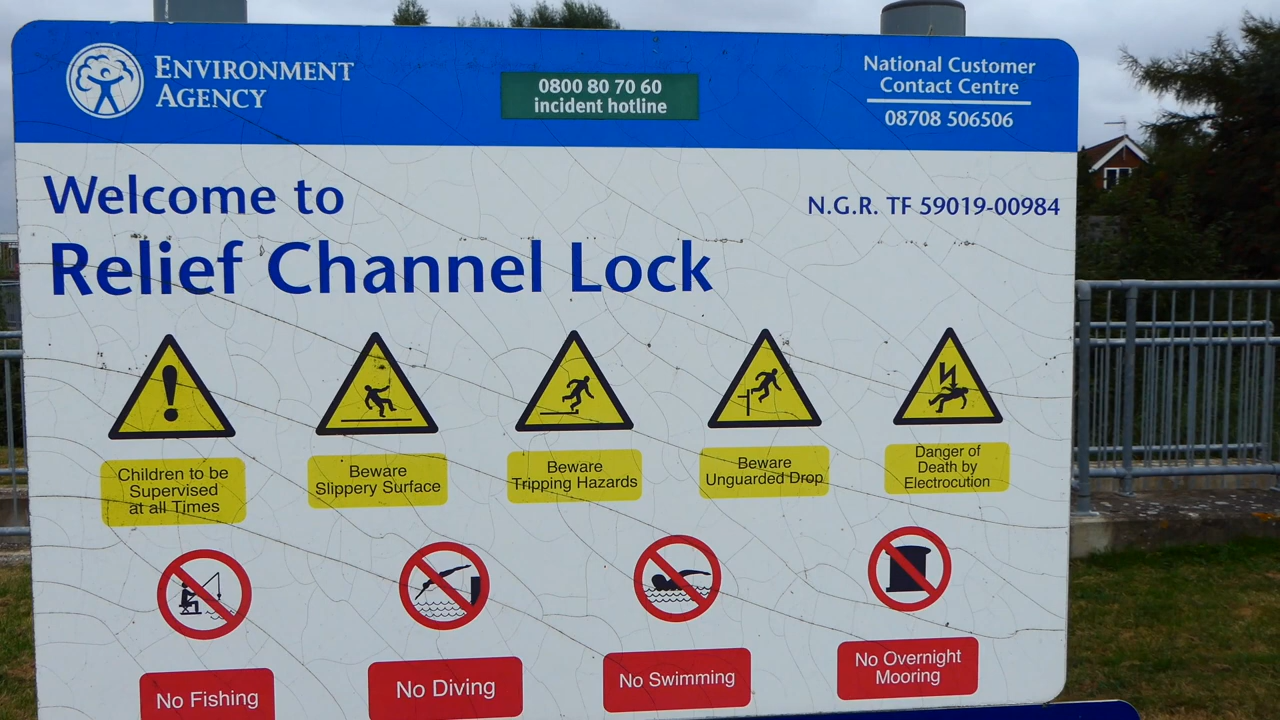 ENVIRONMENT
AGENCY
0800 80 70 60
incident hotline
National Customer
Contact Centre
08708 506506
Welcome to
N.G.R. TF 59019-00984
Relief Channel Lock
Children to be
Supervised
at all Times
Beware
Slippery Surface
Beware
Tripping Hazards
Beware
Unguarded Drop
Danger of
Death by
Electrocution
No Fishing
No Diving
No Swimming
No Overnight
Mooring